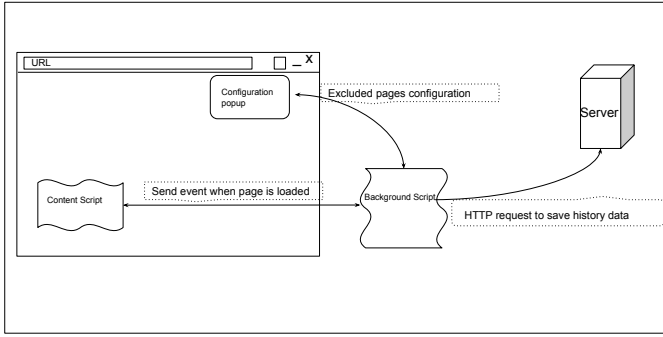 URL
_ X
Configuration
popup
Excluded pages configuration
Server
Content Script
Send event when page is loaded
Background Script
HTTP request to save history data